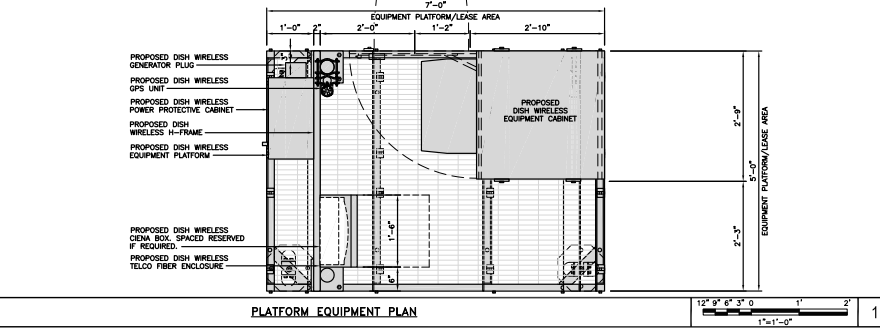 7'-0"
EQUIPMENT PLATFORM/LEASE AREA
1'-0" 2" 2'-0" 1'-2" 2'-10"
PROPOSED DISH WIRELESS
GENERATOR PLUG
3"
PROPOSED DISH WIRELESS
GPS UNIT
PROPOSED DISH WIRELESS
POWER PROTECTIVE CABINET
PROPOSED DISH
WIRELESS H-FRAME
PROPOSED DISH WIRELESS
EQUIPMENT PLATFORM
PROPOSED
DISH WIRELESS
EQUIPMENT CABINET
2'-9"
5'-0"
EQUIPMENT PLATFORM/LEASE AREA
2'-3"
PROPOSED DISH WIRELESS
CIENA BOX. SPACED RESERVED
IF REQUIRED.
PROPOSED DISH WIRELESS
TELCO FIBER ENCLOSURE
1'-6"
6"
PLATFORM EQUIPMENT PLAN
12" 9" 6" 3" 0 1' 2'
1"=1'-0"
1